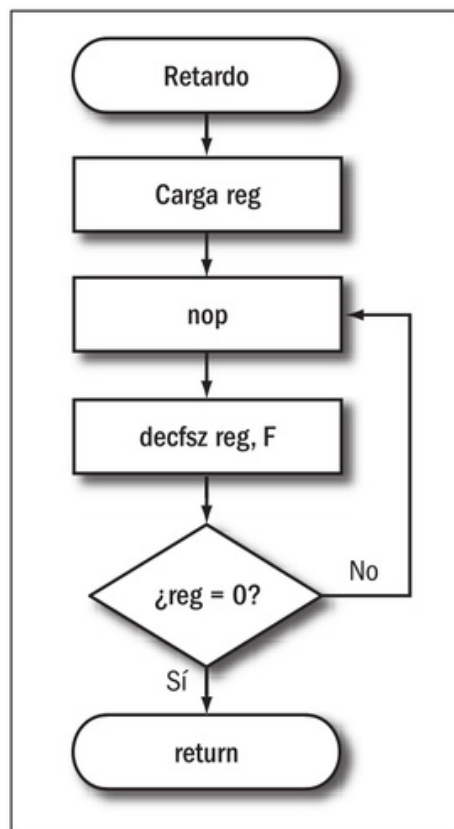 Retardo
Carga reg
nop
decfsz reg, F
¿reg = 0?
No
Sí
return